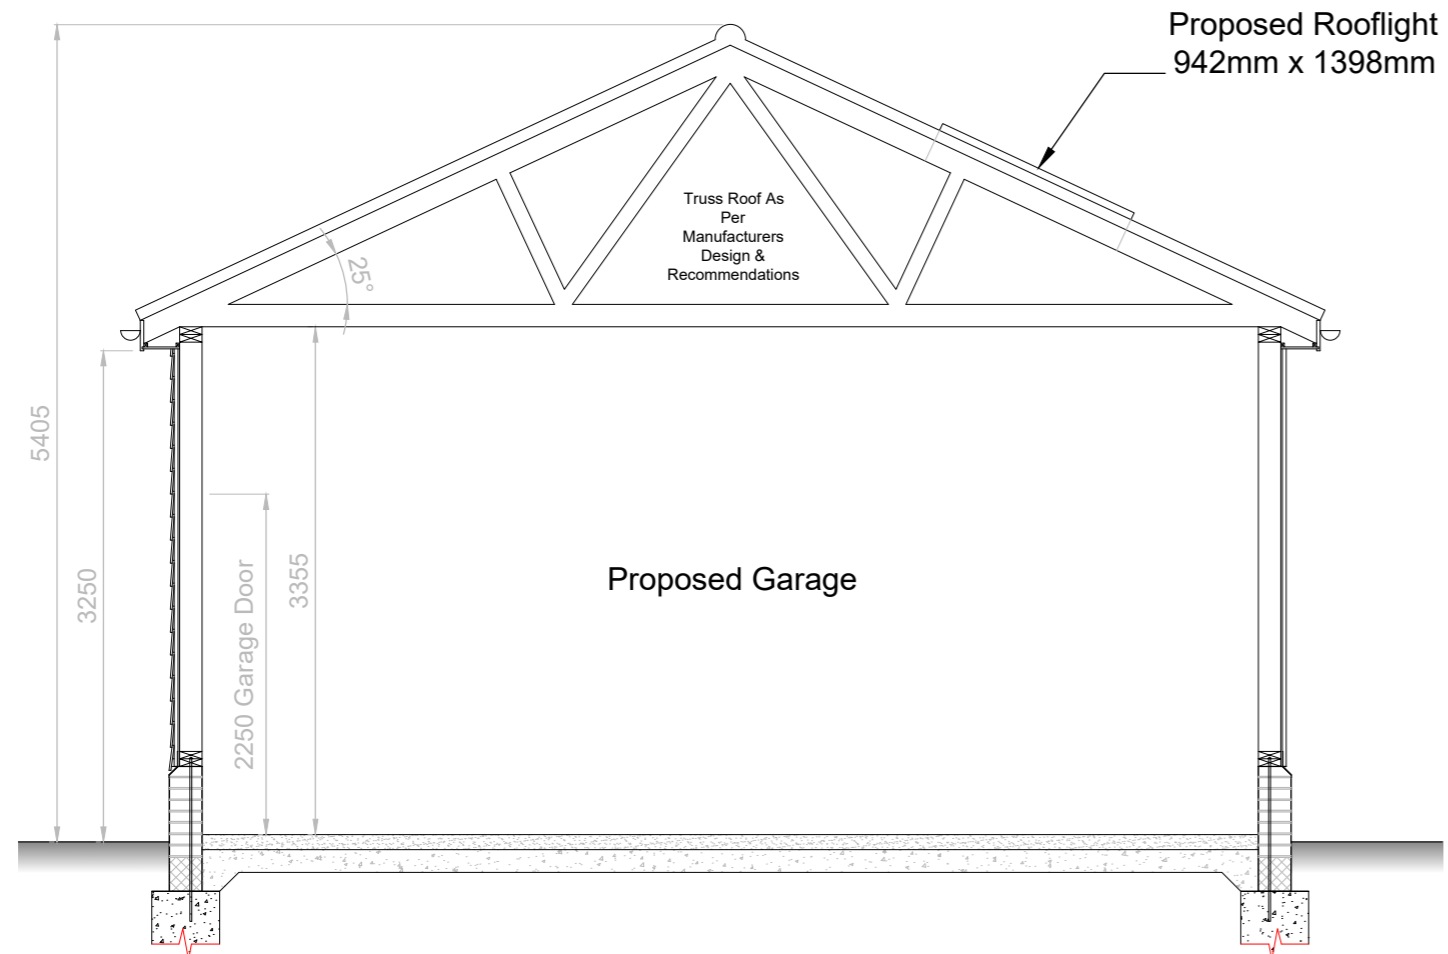 Proposed Rooflight
942mm x 1398mm
Truss Roof As
Per
Manufacturers
Design &
Recommendations
25°
5405
3250
2250 Garage Door
3355
Proposed Garage